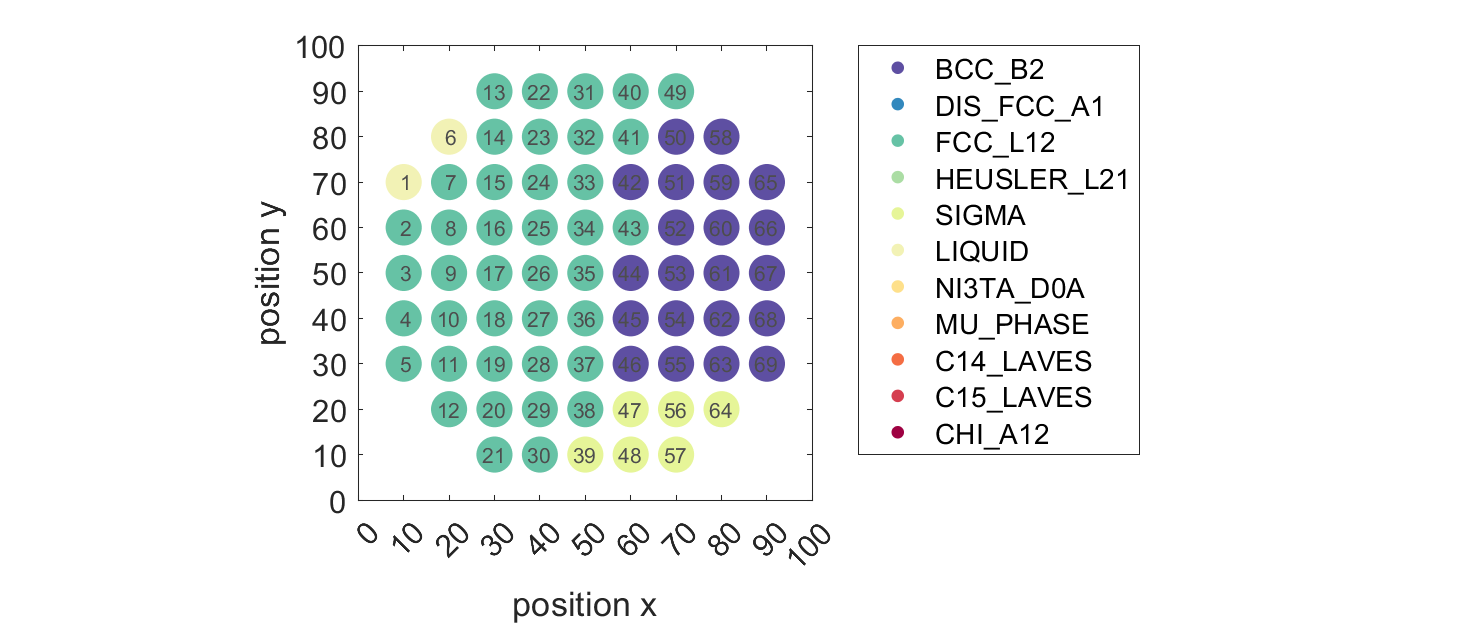 100
90
80
70
60
50
40
30
20
10
0
position y
13 22 31 40 49
6 14 23 32 41 50 58
1 7 15 24 33 42 51 59 65
2 8 16 25 34 43 52 60 66
3 9 17 26 35 44 53 61 67
4 10 18 27 36 45 54 62 68
5 11 19 28 37 46 55 63 69
12 20 29 38 47 56 64
21 30 39 48 57
0 10 20 30 40 50 60 70 80 90 100
position x
BCC_B2
DIS_FCC_A1
FCC_L12
HEUSLER_L21
SIGMA
LIQUID
NI3TA_D0A
MU_PHASE
C14_LAVES
C15_LAVES
CHI_A12